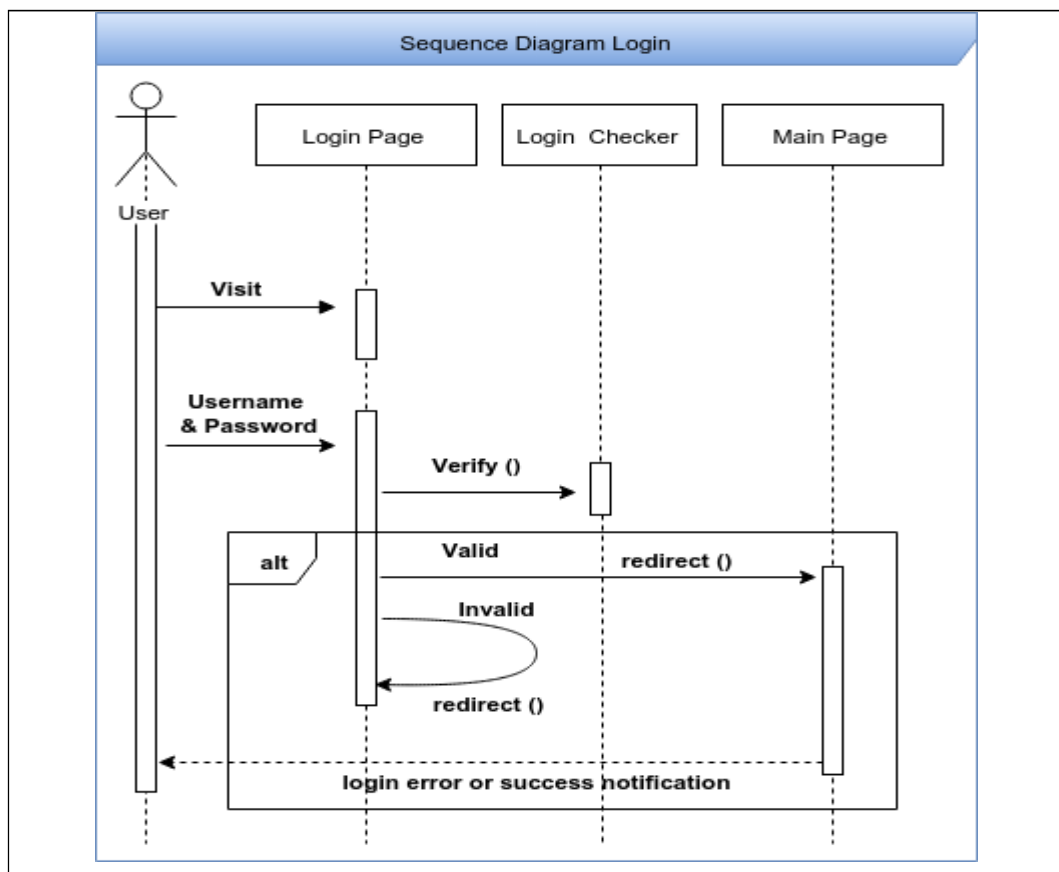 Sequence Diagram Login
Login Page
Login Checker
Main Page
User
Visit
Username
& Password
Verify ()
alt
Valid
redirect ()
Invalid
redirect ()
login error or success notification